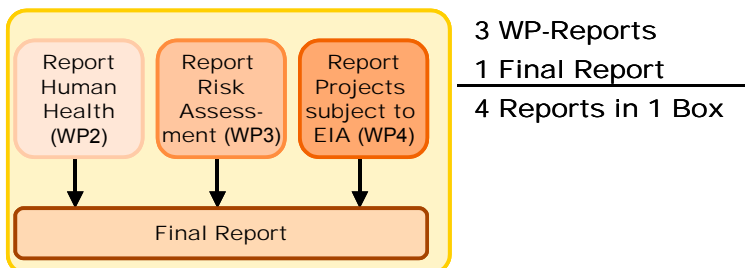 Report
Human
Health
(WP2)
Report
Risk
Assess-
ment (WP3)
Report
Projects
subject to
EIA (WP4)
Final Report
3 WP-Reports
1 Final Report
4 Reports in 1 Box